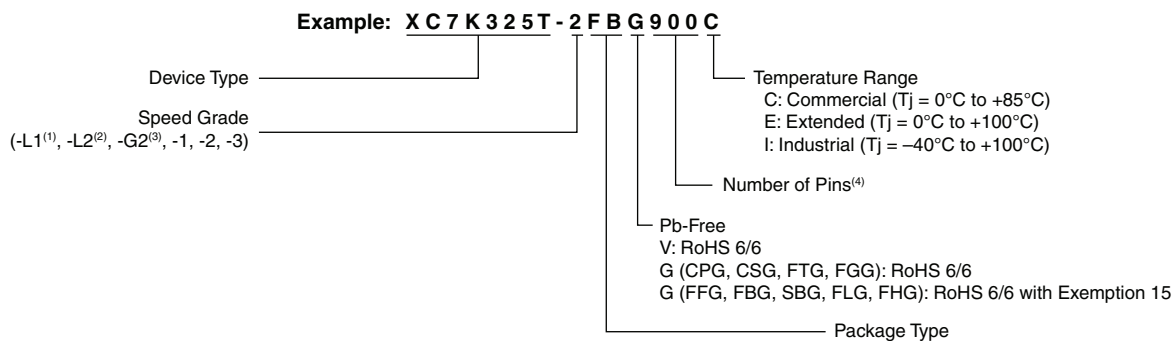 Example: XC7K325T-2FBG900C
Device Type
Temperature Range
C: Commercial (Tj = 0°C to +85°C)
E: Extended (Tj = 0°C to +100°C)
I: Industrial (Tj = –40°C to +100°C)
Speed Grade
(-L1(1), -L2(2), -G2(3), -1, -2, -3)
Number of Pins(4)
Pb-Free
V: RoHS 6/6
G (CPG, CSG, FTG, FGG): RoHS 6/6
G (FFG, FBG, SBG, FLG, FHG): RoHS 6/6 with Exemption 15
Package Type